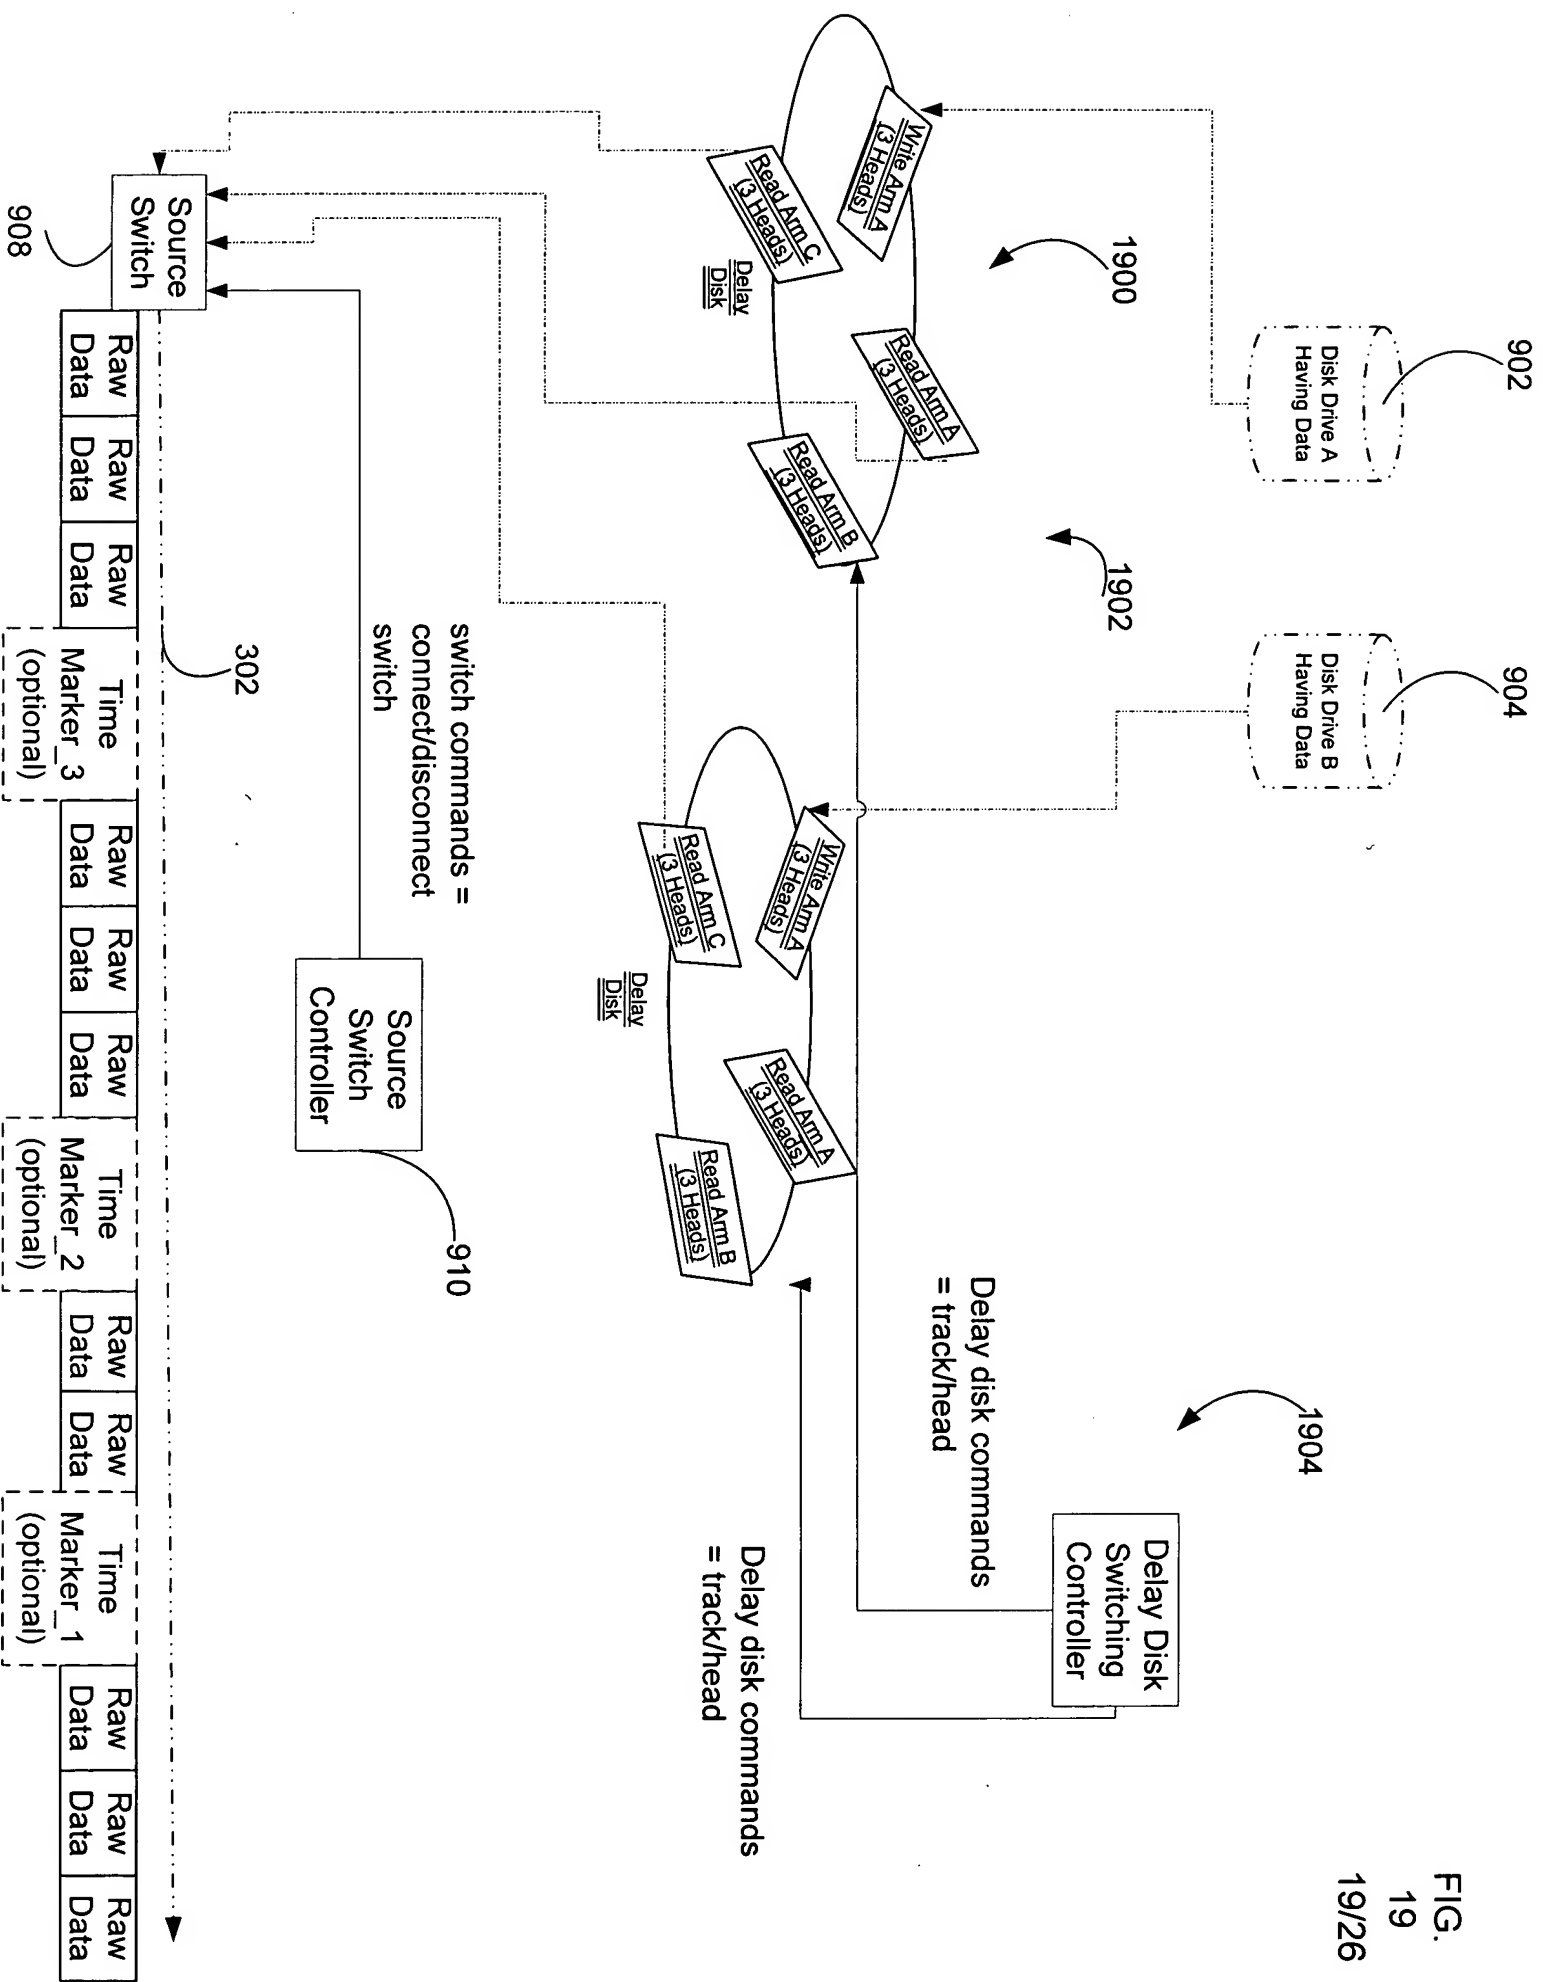 FIG.
19
19/26
902
Disk Drive A
Having Data
904
Disk Drive B
Having Data
1900
1902
1904
Delay Disk
Switching
Controller
Delay disk commands
= track/head
Delay disk commands
= track/head
Write Arm A
(3 Heads)
Read Arm A
(3 Heads)
Read Arm B
(3 Heads)
Read Arm C
(3 Heads)
Delay
Disk
Write Arm A
(3 Heads)
Read Arm A
(3 Heads)
Read Arm B
(3 Heads)
Read Arm C
(3 Heads)
Delay
Disk
switch commands =
connect/disconnect
switch
Source
Switch
Controller
910
302
Source
Switch
908
Raw
Data
Raw
Data
Raw
Data
Time
Marker_3
(optional)
Raw
Data
Raw
Data
Raw
Data
Time
Marker_2
(optional)
Raw
Data
Raw
Data
Time
Marker_1
(optional)
Raw
Data
Raw
Data
Raw
Data